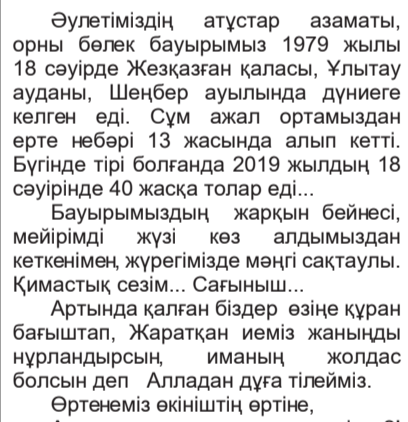 Әулетіміздің атұстар азаматы,
орны бөлек бауырымыз 1979 жылы
18 сәуірде Жезқазған қаласы, Ұлытау
ауданы, Шеңбер ауылында дүниеге
келген еді. Сұм ажал ортамыздан
ерте небәрі 13 жасында алып кетті.
Бүгінде тірі болғанда 2019 жылдың 18
сәуірінде 40 жасқа толар еді...
Бауырымыздың жарқын бейнесі,
мейірімді жүзі көз алдымыздан
кеткенімен, жүрегімізде мәңгі сақтаулы.
Қимастық сезім... Сағыныш...
Артында қалған біздер өзіңе құран
бағыштап, Жаратқан иеміз жаныңды
нұрландырсын, иманың жолдас
болсын деп Алладан дұға тілейміз.
Өртенеміз өкініштің өртіне,